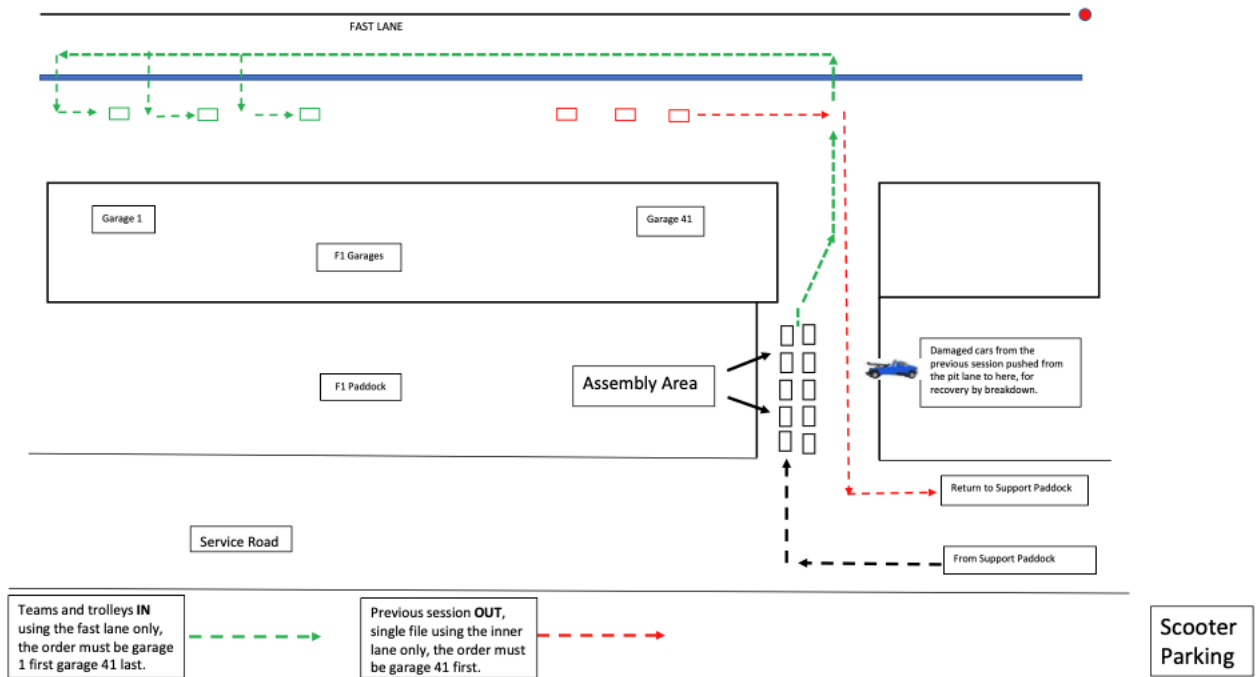 FAST LANE
Garage 1
Garage 41
F1 Garages
Assembly Area
F1 Paddock
Damaged cars from the
previous session pushed from
the pit lane to here, for
recovery by breakdown.
Return to Support Paddock
Service Road
From Support Paddock
Teams and trolleys IN
using the fast lane only,
the order must be garage
1 first garage 41 last.
Previous session OUT,
single file using the inner
lane only, the order must
be garage 41 first.
Scooter
Parking